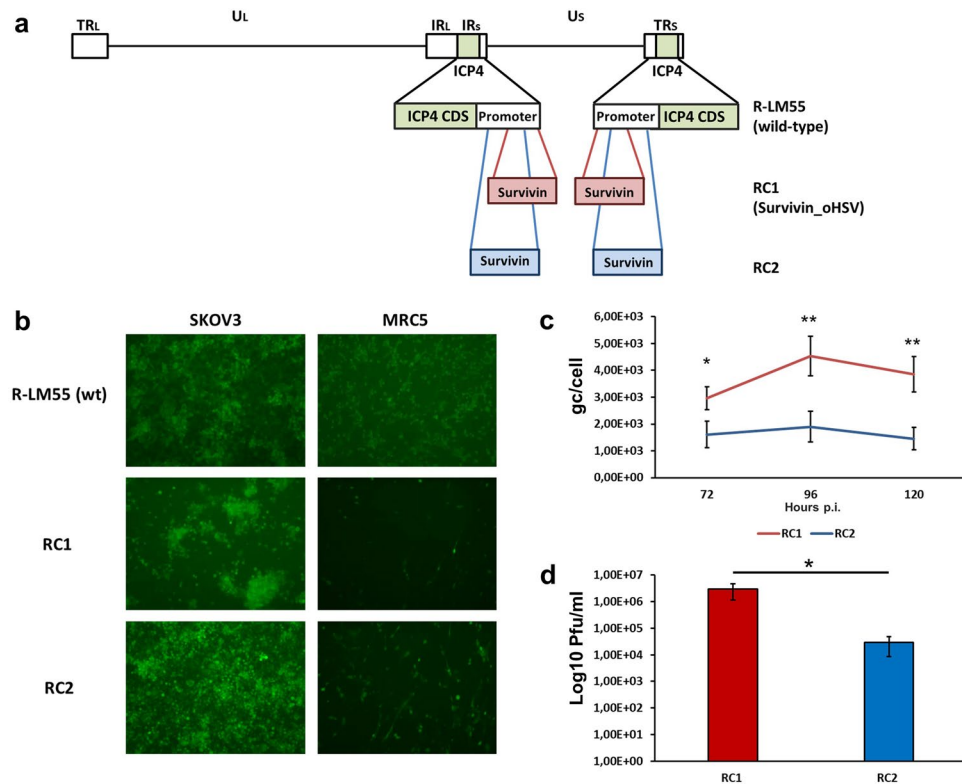 a
TRL UL IRL IRS US TRS
ICP4 ICP4
ICP4 CDS Promoter Promoter ICP4 CDS
R-LM55
(wild-type)
Survivin Survivin
RC1
(Survivin_oHSV)
Survivin Survivin
RC2
b
SKOV3 MRC5
R-LM55 (wt)
RC1
RC2
c
gc/cell
6,00E+03
5,00E+03
4,00E+03
3,00E+03
2,00E+03
1,00E+03
0,00E+00
* ** **
72 96 120
Hours p.i.
RC1 RC2
d
Log10 Pfu/ml
*
1,00E+07
1,00E+06
1,00E+05
1,00E+04
1,00E+03
1,00E+02
1,00E+01
1,00E+00
RC1 RC2